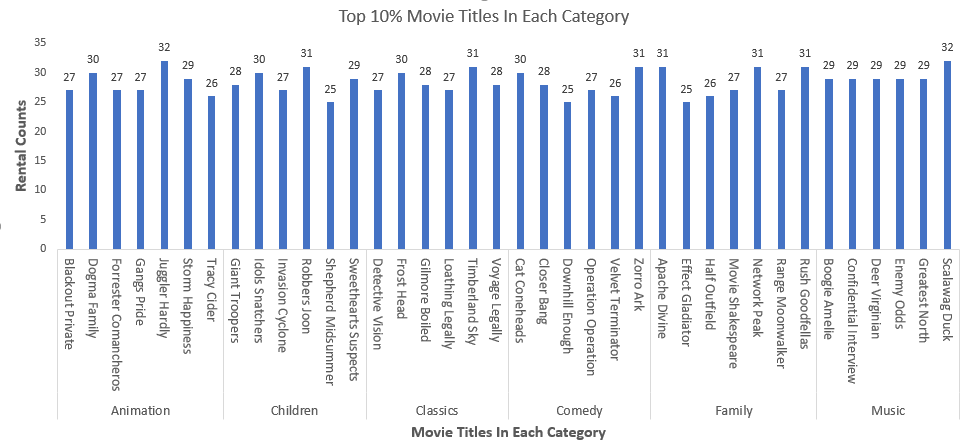 Top 10% Movie Titles In Each Category
35
30
25
20
15
10
5
0
Rental Counts
27
30
27
27
32
29
26
28
30
27
31
25
29
27
30
28
27
31
28
30
28
25
27
26
31
31
25
26
27
31
27
31
29
29
29
29
29
32
Blackout Private
Dogma Family
Forrester Comancheros
Gangs Pride
Juggler Hardly
Storm Happiness
Tracy Cider
Giant Troopers
Idols Snatchers
Invasion Cyclone
Robbers Joon
Shepherd Midsummer
Sweethearts Suspects
Detective Vision
Frost Head
Gilmore Boiled
Loathing Legally
Timberland Sky
Voyage Legally
Cat Coneheads
Closer Bang
Downhill Enough
Operation Operation
Velvet Terminator
Zorro Ark
Apache Divine
Effect Gladiator
Half Outfield
Movie Shakespeare
Network Peak
Range Moonwalker
Rush Goodfellas
Boogie Amelie
Confidential Interview
Deer Virginian
Enemy Odds
Greatest North
Scalawag Duck
Animation
Children
Classics
Comedy
Family
Music
Movie Titles In Each Category